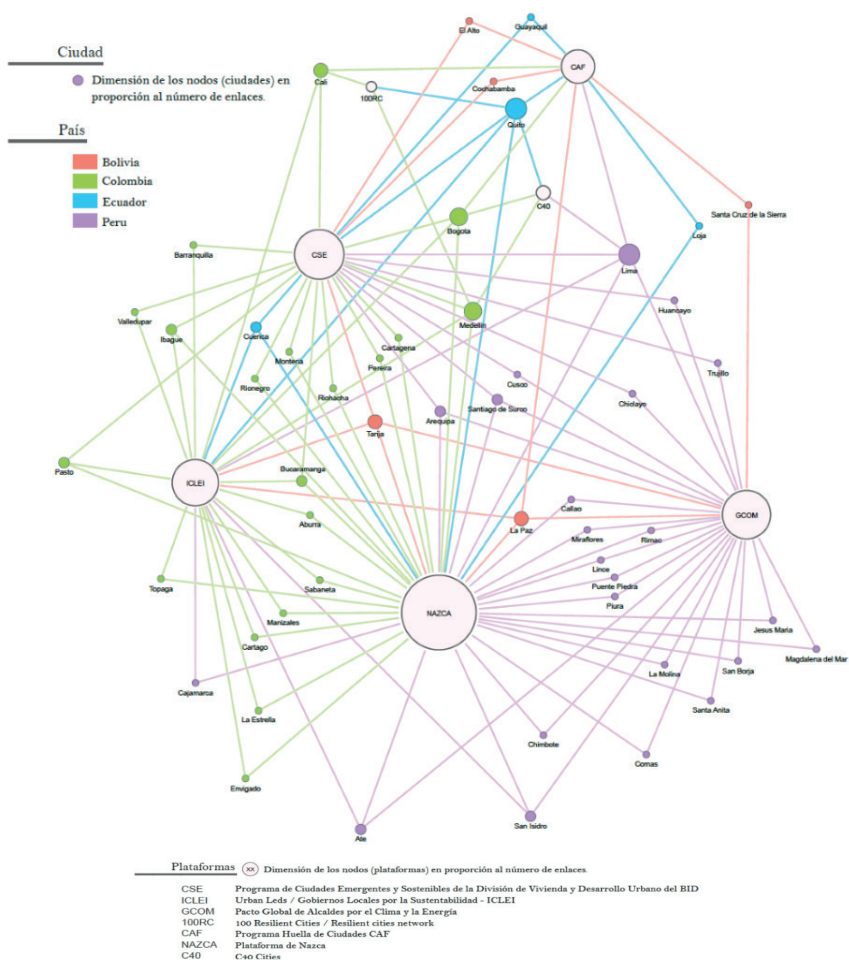 El Alto
Guayaquil
Ciudad
Dimensión de los nodos (ciudades) en
proporción al número de enlaces.
País
Bolivia
Colombia
Ecuador
Peru
Cali
100RC
Cochabamba
CAF
Quito
C40
Santa Cruz de la Sierra
Loja
Bogota
Barranquilla
CSE
Lima
Huancayo
Valledupar
Ibague
Cuenca
Monteria
Cartagena
Pereira
Medellin
Trujillo
Rionegro
Riohacha
Cusco
Chiclayo
Arequipa
Santiago de Surco
Tarija
Pasto
ICLEI
Bucaramanga
Aburra
La Paz
Callao
GCOM
Miraflores
Rimac
Lince
Puente Piedra
Piura
Topaga
Sabaneta
Manizales
NAZCA
Cartago
Jesus Maria
Magdalena del Mar
San Borja
La Molina
Cajamarca
Santa Anita
La Estrella
Chimbote
Comas
Envigado
Ate
San Isidro
Plataformas xx Dimensión de los nodos (plataformas) en proporción al número de enlaces.
CSE Programa de Ciudades Emergentes y Sostenibles de la División de Vivienda y Desarrollo Urbano del BID
ICLEI Urban Leds / Gobiernos Locales por la Sustentabilidad - ICLEI
GCOM Pacto Global de Alcaldes por el Clima y la Energía
100RC 100 Resilient Cities / Resilient cities network
CAF Programa Huella de Ciudades CAF
NAZCA Plataforma de Nazca
C40 C40 Cities